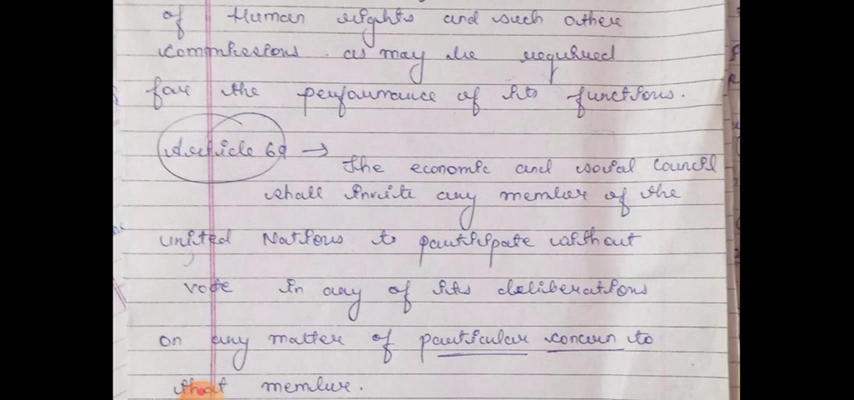 of Human rights and such other
commissions as may be required
for the performance of its functions.
Article 69 →
the economic and social council
shall invite any member of the
united Nations to participate without
vote in any of its deliberations
on any matter of particular concern to
that member.